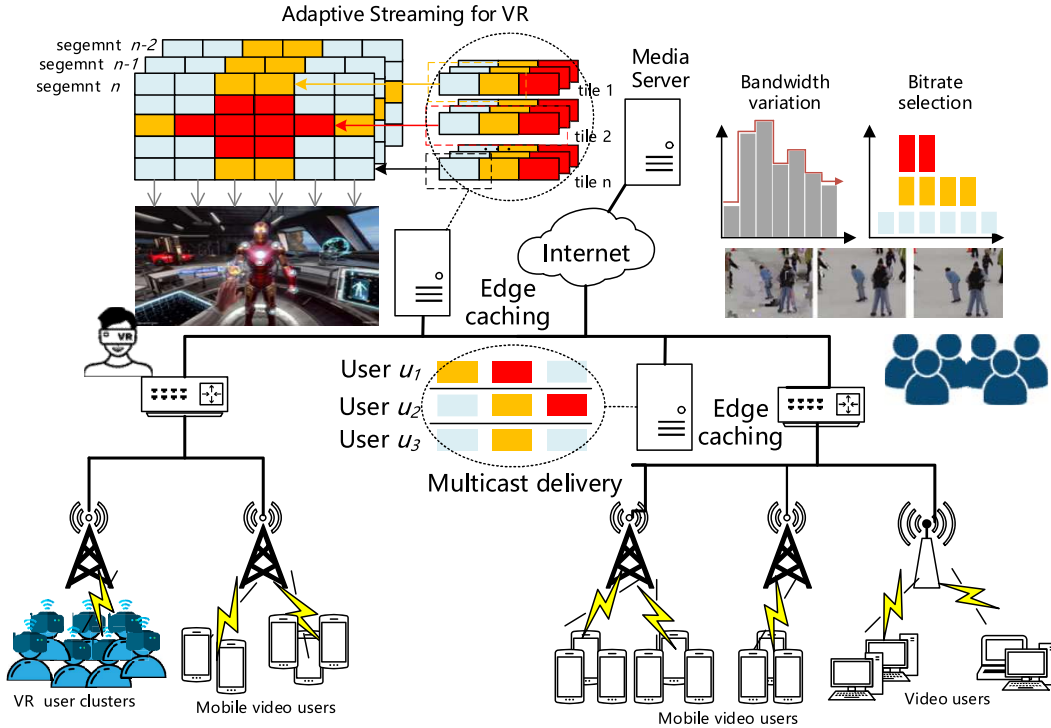 Adaptive Streaming for VR
segemnt n-2
segemnt n-1
segemnt n
tile 1
tile 2
. . .
tile n
Media
Server
Bandwidth
variation
Bitrate
selection
Internet
Edge
caching
VR
User u1
User u2
User u3
Multicast delivery
Edge
caching
VR user clusters
Mobile video users
Mobile video users
Video users